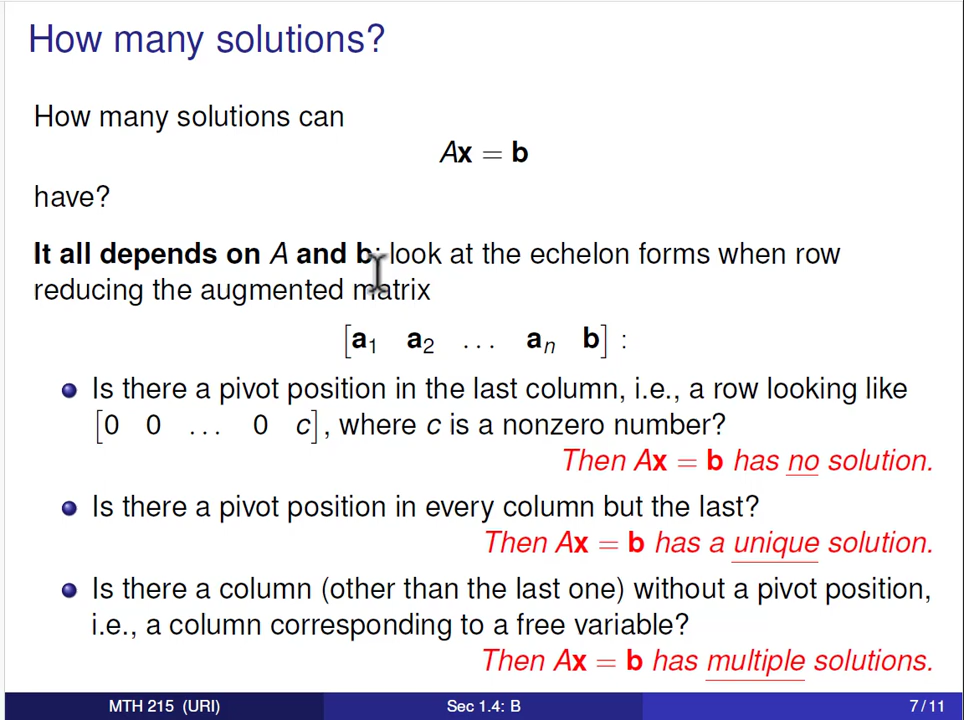 How many solutions?
How many solutions can
Ax = b
have?
It all depends on A and b: look at the echelon forms when row
reducing the augmented matrix
[a₁ a₂ ... aₙ b] :
Is there a pivot position in the last column, i.e., a row looking like
[0 0 ... 0 c], where c is a nonzero number?
Then Ax = b has no solution.
Is there a pivot position in every column but the last?
Then Ax = b has a unique solution.
Is there a column (other than the last one) without a pivot position,
i.e., a column corresponding to a free variable?
Then Ax = b has multiple solutions.
MTH 215 (URI) Sec 1.4: B 7 / 11